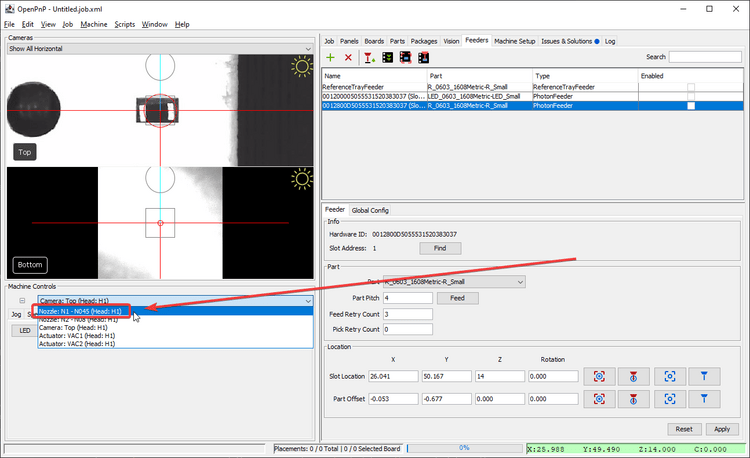 OpenPnP - Untitled.job.xml
File Edit View Job Machine Scripts Window Help
Cameras
Show All Horizontal
Top
Bottom
Machine Controls
Camera: Top (Head: H1)
Nozzle: N1 - N045 (Head: H1)
Nozzle: N2 - N08 (Head: H1)
Camera: Top (Head: H1)
Actuator: VAC1 (Head: H1)
Actuator: VAC2 (Head: H1)
Jog
LED
Job Panels Boards Parts Packages Vision Feeders Machine Setup Issues & Solutions Log
Search
Name Part Type Enabled
ReferenceTrayFeeder R_0603_1608Metric-R_Small ReferenceTrayFeeder
(Slo... LED_0603_1608Metric-LED_Small PhotonFeeder
0012800D5055531520383037 (Slo... R_0603_1608Metric-R_Small PhotonFeeder
Feeder Global Config
Info
Hardware ID: 0012800D5055531520383037
Slot Address: 1 Find
Part
Part R_0603_1608Metric-R_Small
Part Pitch 4 Feed
Feed Retry Count 3
Pick Retry Count 0
Location
X Y Z Rotation
Slot Location 26.041 50.167 14 0.000
Part Offset -0.053 -0.677 0.000 0.000
Reset Apply
Placements: 0 / 0 Total | 0 / 0 Selected Board 0% X:25.988 Y:49.490 Z:14.000 C:0.000